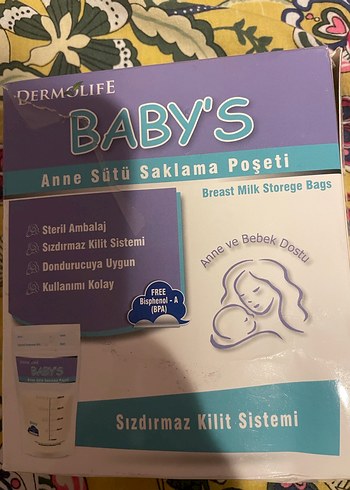 DERMOLIFE
BABY'S
Anne Sütü Saklama Poşeti
Breast Milk Storege Bags
Steril Ambalaj
Sızdırmaz Kilit Sistemi
Dondurucuya Uygun
Kullanımı Kolay
FREE
Bisphenol - A
(BPA)
Anne ve Bebek Dostu
BABY'S
Sızdırmaz Kilit Sistemi